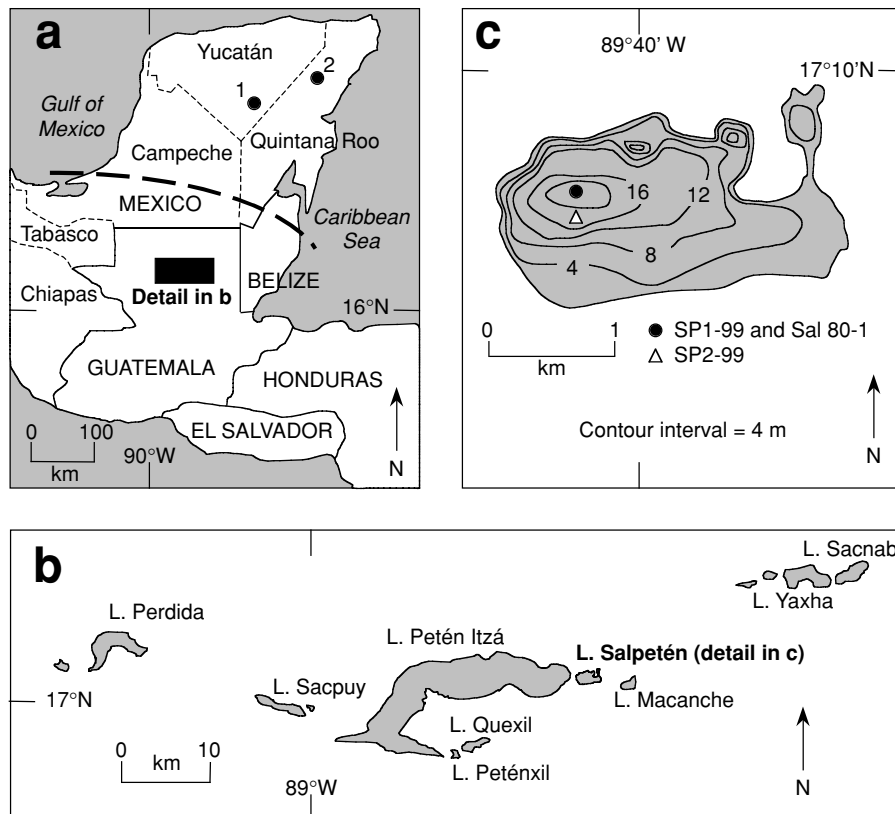 a
Yucatán
1
2
Gulf of
Mexico
Campeche
Quintana Roo
MEXICO
Tabasco
Caribbean
Sea
Chiapas
Detail in b
BELIZE
16°N
GUATEMALA
HONDURAS
EL SALVADOR
0 100
km
90°W
N
c
89°40' W
17°10'N
16
12
8
4
0 1
km
SP1-99 and Sal 80-1
SP2-99
Contour interval = 4 m
N
b
L. Sacnab
L. Yaxha
L. Perdida
L. Petén Itzá
L. Salpetén (detail in c)
L. Macanche
L. Sacpuy
17°N
L. Quexil
L. Peténxil
0 10
km
89°W
N